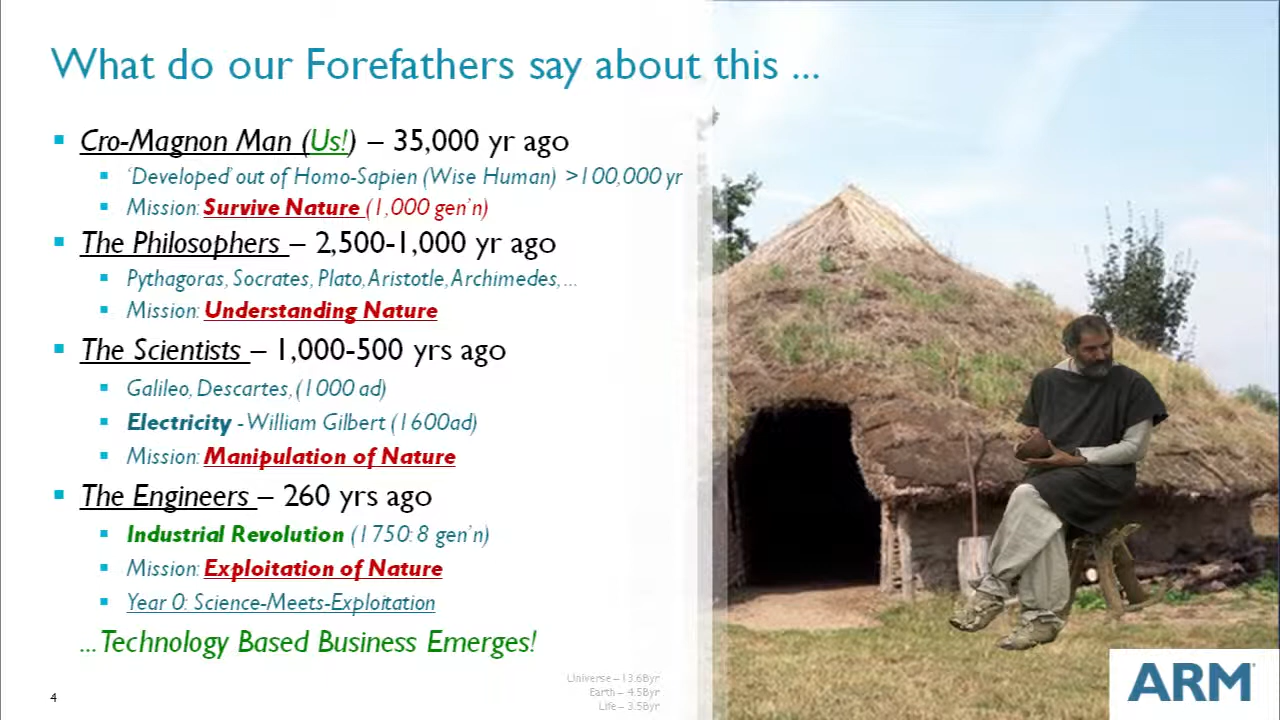 What do our Forefathers say about this ...
Cro-Magnon Man (Us!) – 35,000 yr ago
'Developed' out of Homo-Sapien (Wise Human) >100,000 yr
Mission: Survive Nature (1,000 gen'n)
The Philosophers – 2,500-1,000 yr ago
Pythagoras, Socrates, Plato, Aristotle, Archimedes, ...
Mission: Understanding Nature
The Scientists – 1,000-500 yrs ago
Galileo, Descartes, (1000 ad)
Electricity - William Gilbert (1600ad)
Mission: Manipulation of Nature
The Engineers – 260 yrs ago
Industrial Revolution (1750: 8 gen'n)
Mission: Exploitation of Nature
Year 0: Science-Meets-Exploitation
...Technology Based Business Emerges!
Universe – 13.6Byr
Earth – 4.5Byr
Life – 3.5Byr
4
ARM